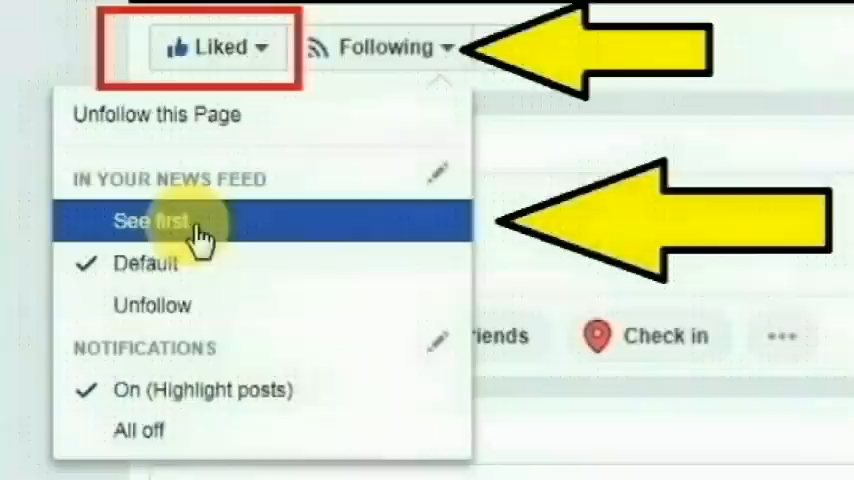 Liked
Following
Unfollow this Page
IN YOUR NEWS FEED
See first
Default
Unfollow
iends
Check in
NOTIFICATIONS
On (Highlight posts)
All off